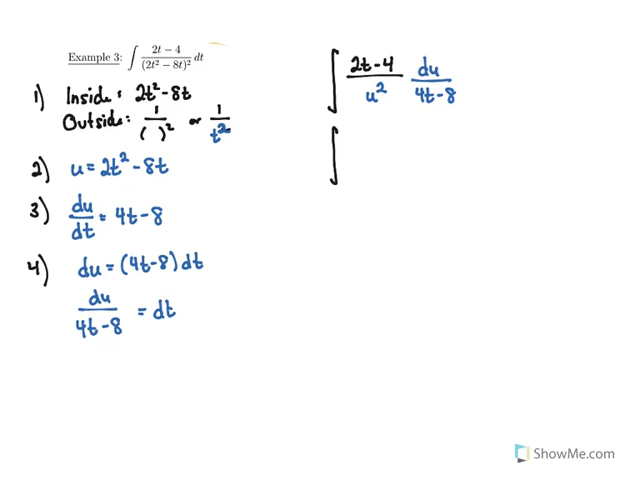 Example 3: ∫ (2t − 4)/(2t² − 8t)² dt
1) Inside: 2t² - 8t
Outside: 1/( )² or 1/t²
2) u = 2t² - 8t
3) du/dt = 4t - 8
4) du = (4t - 8) dt
du/(4t - 8) = dt
∫ (2t - 4)/u² du/(4t - 8)
∫
ShowMe.com